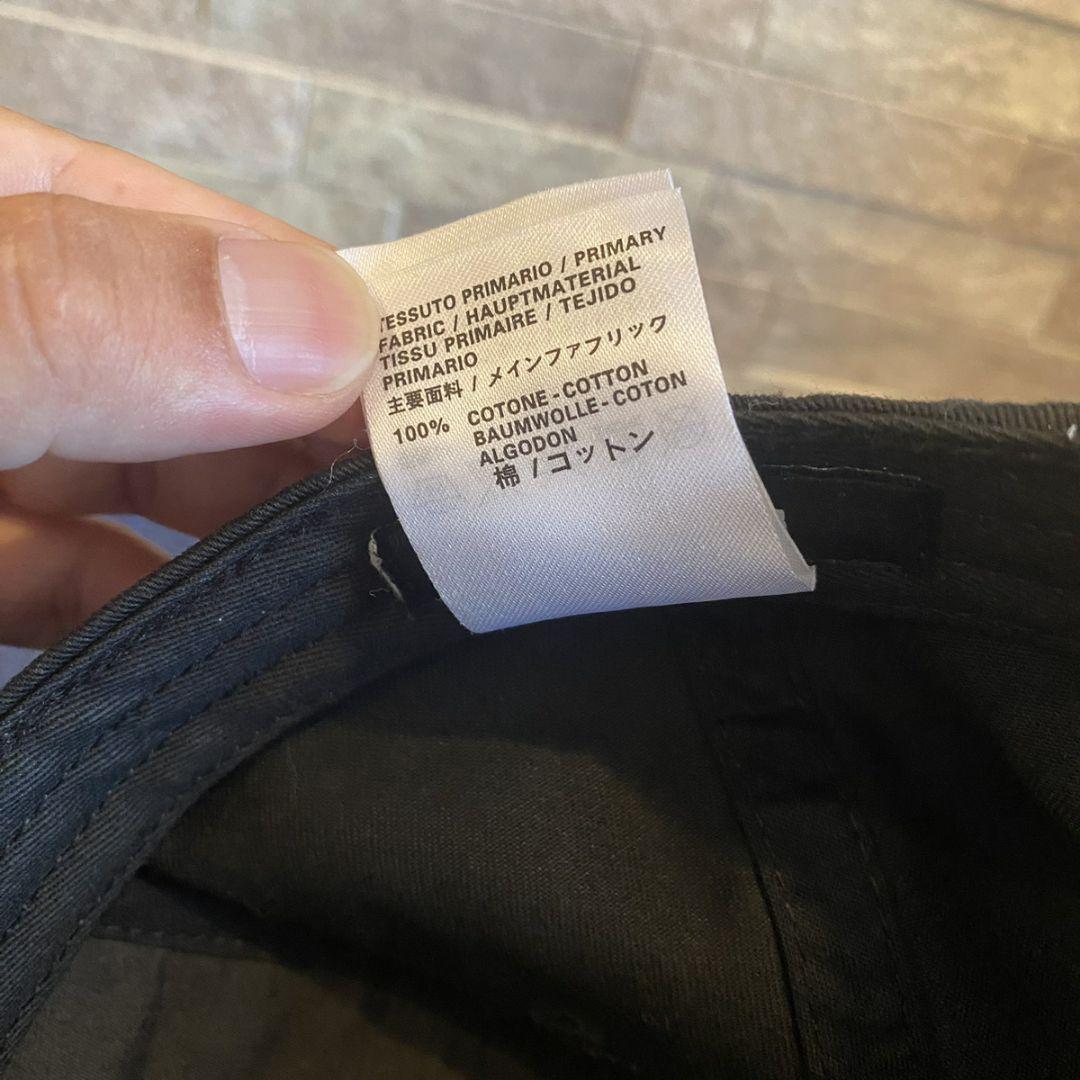 TESSUTO PRIMARIO / PRIMARY
FABRIC / HAUPTMATERIAL
TISSU PRIMAIRE / TEJIDO
PRIMARIO
主要面料 / メインファフリック
100% COTONE-COTTON
BAUMWOLLE-COTON
ALGODON
棉 / コットン